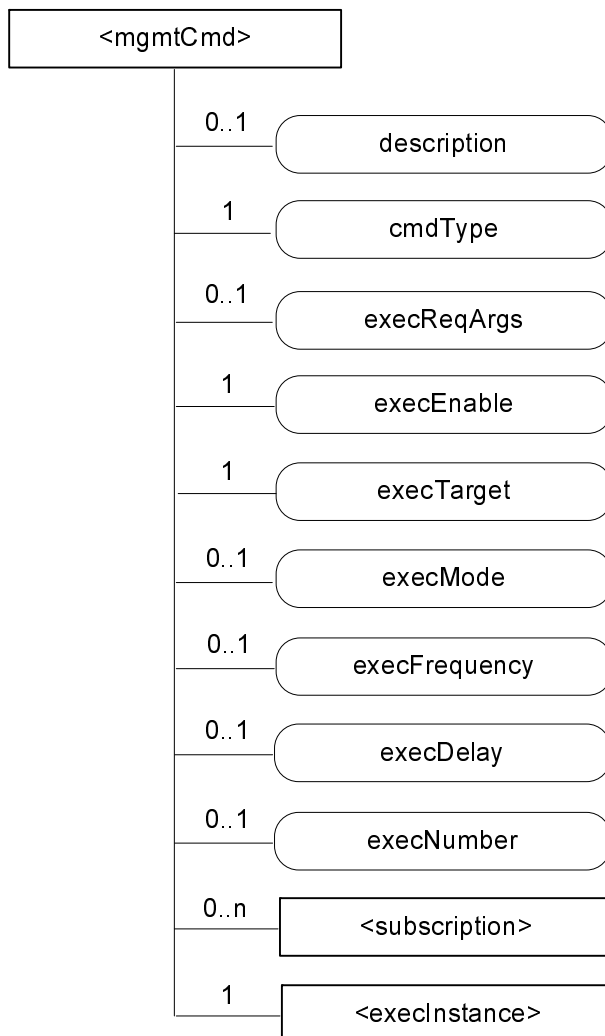 <mgmtCmd>
0..1
description
1
cmdType
0..1
execReqArgs
1
execEnable
1
execTarget
0..1
execMode
0..1
execFrequency
0..1
execDelay
0..1
execNumber
0..n
<subscription>
1
<execInstance>